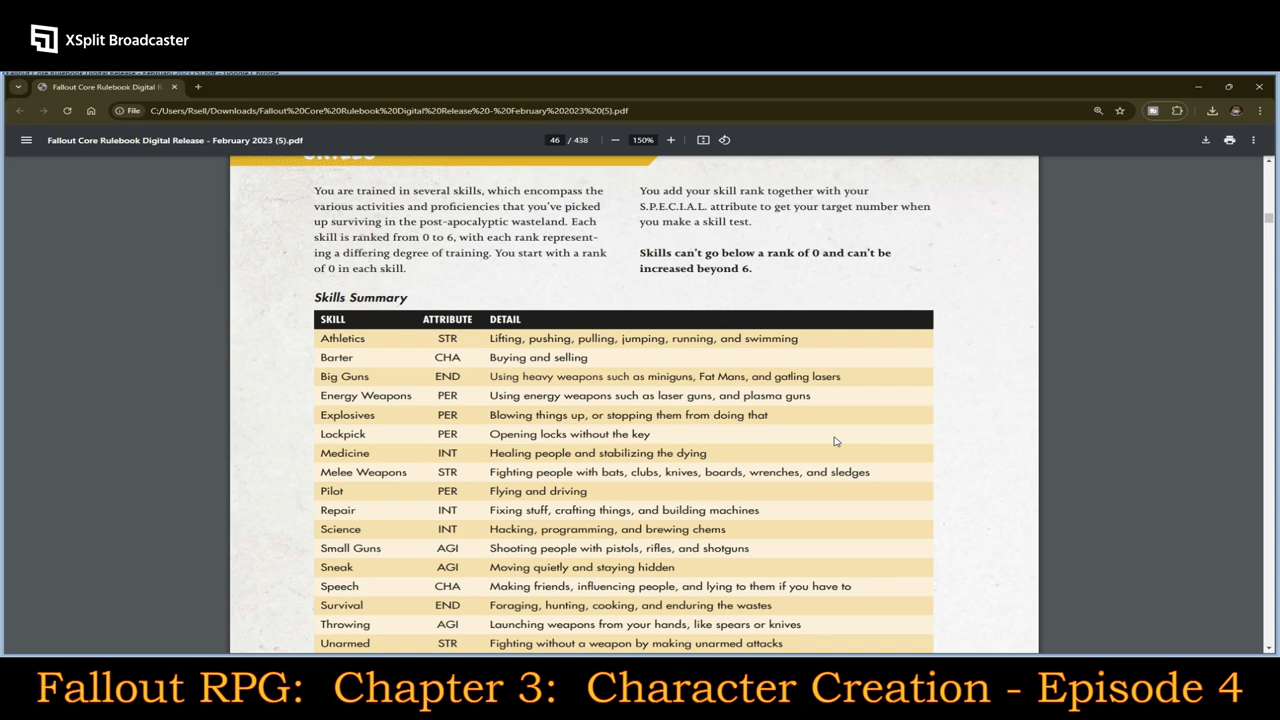 XSplit Broadcaster
Fallout Core Rulebook Digital R
File
C:/Users/Rsell/Downloads/Fallout%20Core%20Rulebook%20Digital%20Release%20-%20February%202023%20(5).pdf
Fallout Core Rulebook Digital Release - February 2023 (5).pdf
46 / 438
150%
You are trained in several skills, which encompass the
various activities and proficiencies that you've picked
up surviving in the post-apocalyptic wasteland. Each
skill is ranked from 0 to 6, with each rank represent-
ing a differing degree of training. You start with a rank
of 0 in each skill.
You add your skill rank together with your
S.P.E.C.I.A.L. attribute to get your target number when
you make a skill test.
Skills can't go below a rank of 0 and can't be
increased beyond 6.
Skills Summary
SKILL ATTRIBUTE DETAIL
Athletics STR Lifting, pushing, pulling, jumping, running, and swimming
Barter CHA Buying and selling
Big Guns END Using heavy weapons such as miniguns, Fat Mans, and gatling lasers
Energy Weapons PER Using energy weapons such as laser guns, and plasma guns
Explosives PER Blowing things up, or stopping them from doing that
Lockpick PER Opening locks without the key
Medicine INT Healing people and stabilizing the dying
Melee Weapons STR Fighting people with bats, clubs, knives, boards, wrenches, and sledges
Pilot PER Flying and driving
Repair INT Fixing stuff, crafting things, and building machines
Science INT Hacking, programming, and brewing chems
Small Guns AGI Shooting people with pistols, rifles, and shotguns
Sneak AGI Moving quietly and staying hidden
Speech CHA Making friends, influencing people, and lying to them if you have to
Survival END Foraging, hunting, cooking, and enduring the wastes
Throwing AGI Launching weapons from your hands, like spears or knives
Unarmed STR Fighting without a weapon by making unarmed attacks
Fallout RPG: Chapter 3: Character Creation - Episode 4